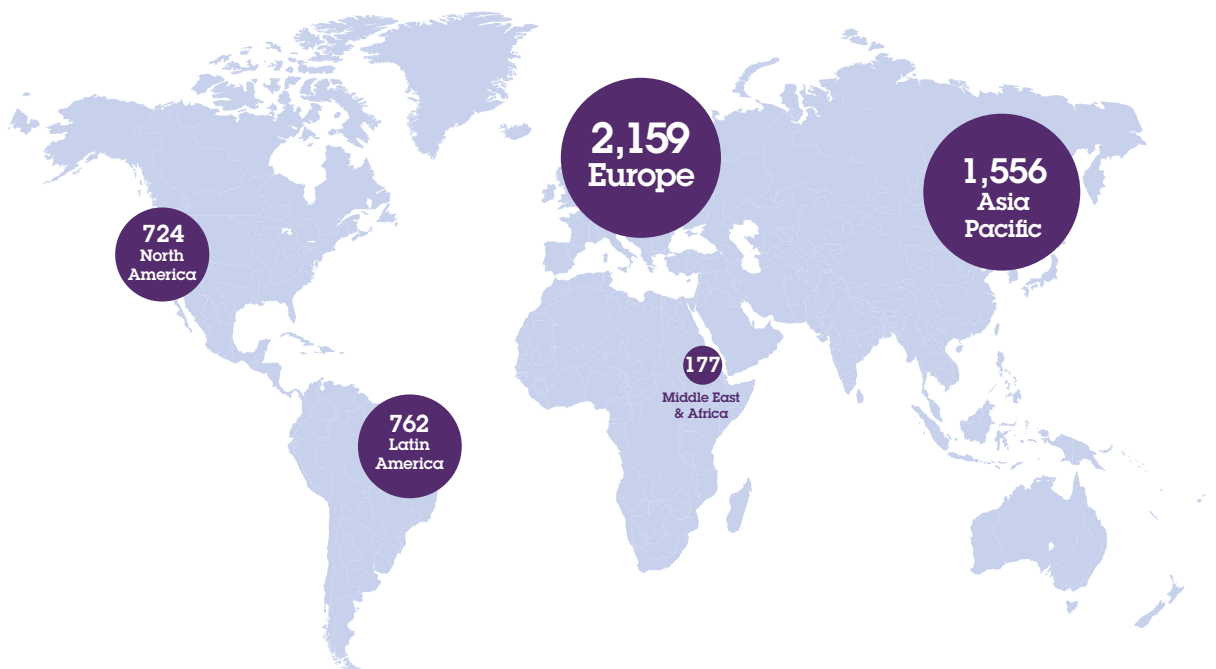 2,159
Europe
1,556
Asia
Pacific
724
North
America
177
Middle East
& Africa
762
Latin
America